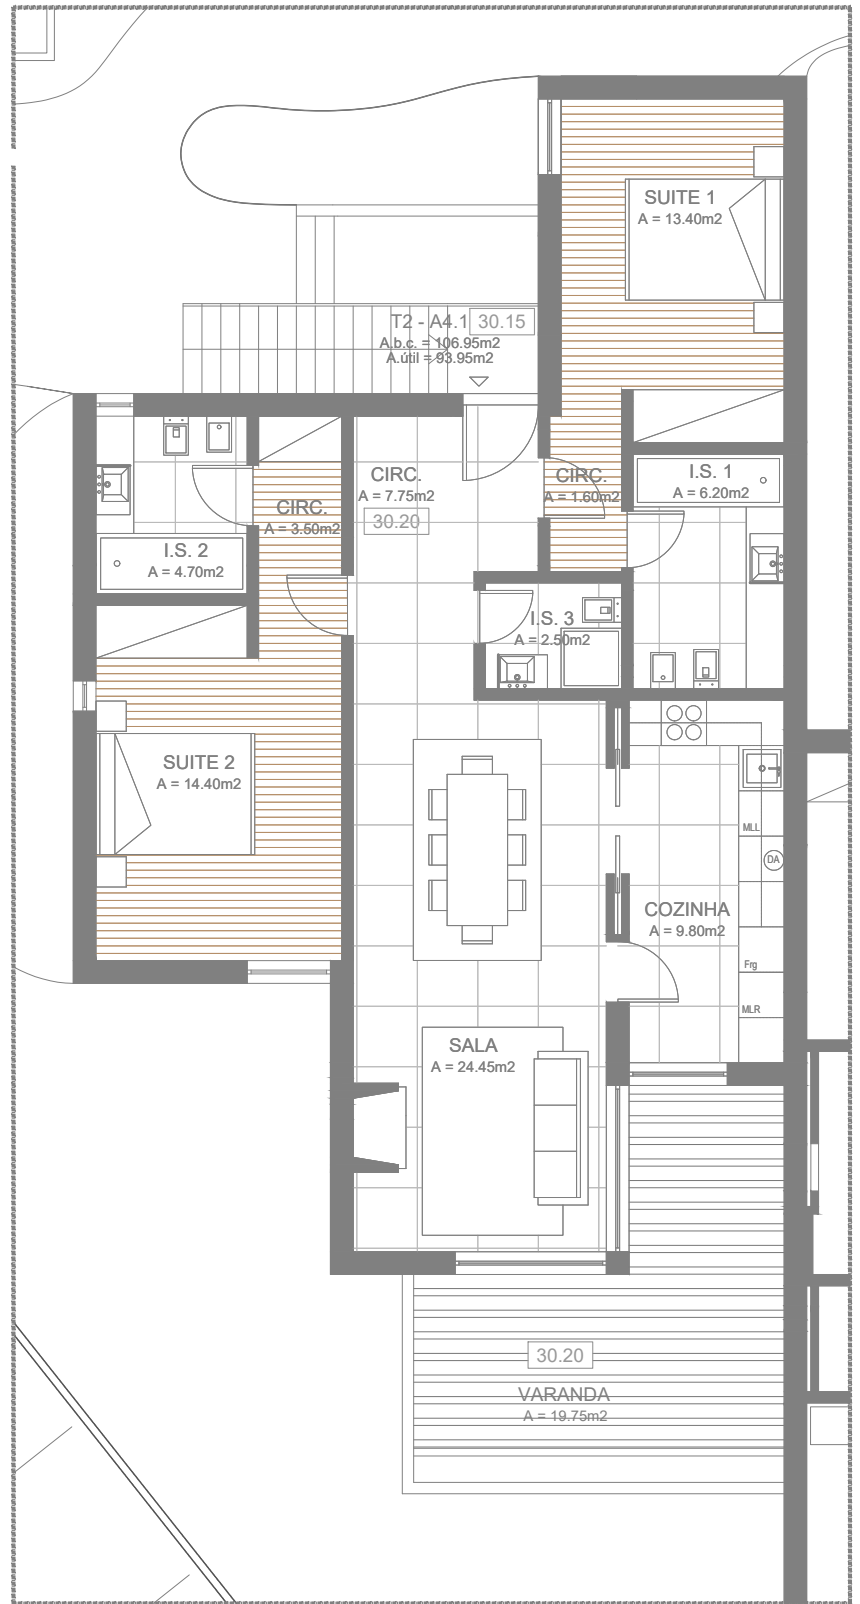 SUITE 1
A = 13.40m2
T2 - A4.1 30.15
A.b.c. = 106.95m2
A.útil = 93.95m2
CIRC.
A = 7.75m2
30.20
CIRC.
A = 1.60m2
I.S. 1
A = 6.20m2
CIRC.
A = 3.50m2
I.S. 2
A = 4.70m2
I.S. 3
A = 2.50m2
SUITE 2
A = 14.40m2
MLL
DA
COZINHA
A = 9.80m2
Frg
MLR
SALA
A = 24.45m2
30.20
VARANDA
A = 19.75m2